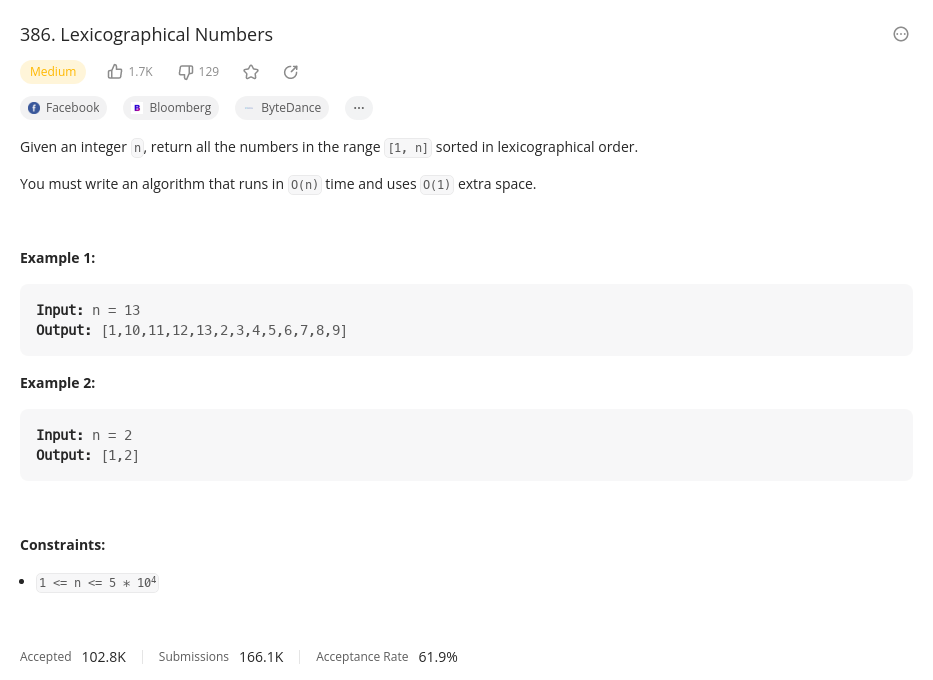 386. Lexicographical Numbers
Medium 1.7K 129
Facebook B Bloomberg ByteDance ...
Given an integer n, return all the numbers in the range [1, n] sorted in lexicographical order.
You must write an algorithm that runs in O(n) time and uses O(1) extra space.
Example 1:
Input: n = 13
Output: [1,10,11,12,13,2,3,4,5,6,7,8,9]
Example 2:
Input: n = 2
Output: [1,2]
Constraints:
• 1 <= n <= 5 * 10⁴
Accepted 102.8K Submissions 166.1K Acceptance Rate 61.9%